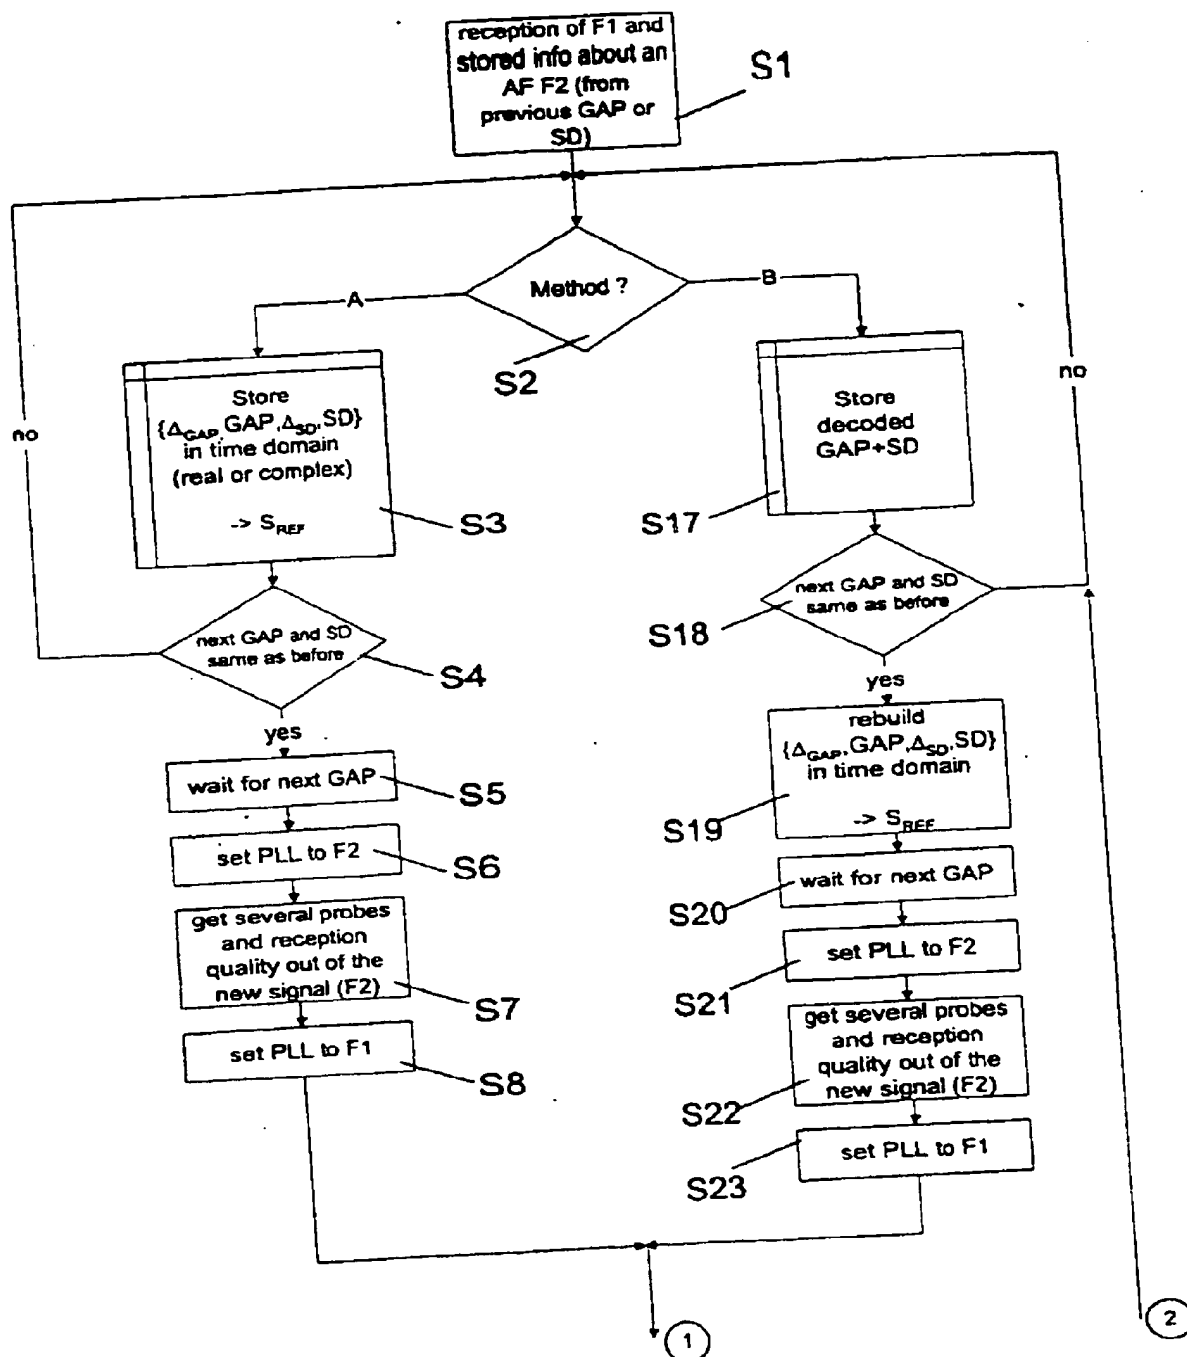 reception of F1 and
stored info about an
AF F2 (from
previous GAP or
SD)
S1
Method ?
A
B
S2
no
no
Store
{Δ_GAP, GAP, Δ_SD, SD}
in time domain
(real or complex)
-> S_REF
S3
Store
decoded
GAP+SD
S17
next GAP and SD
same as before
S4
next GAP and SD
same as before
S18
yes
yes
wait for next GAP
S5
rebuild
{Δ_GAP, GAP, Δ_SD, SD}
in time domain
-> S_REF
S19
set PLL to F2
S6
wait for next GAP
S20
get several probes
and reception
quality out of the
new signal (F2)
S7
set PLL to F2
S21
set PLL to F1
S8
get several probes
and reception
quality out of the
new signal (F2)
S22
set PLL to F1
S23
1
2